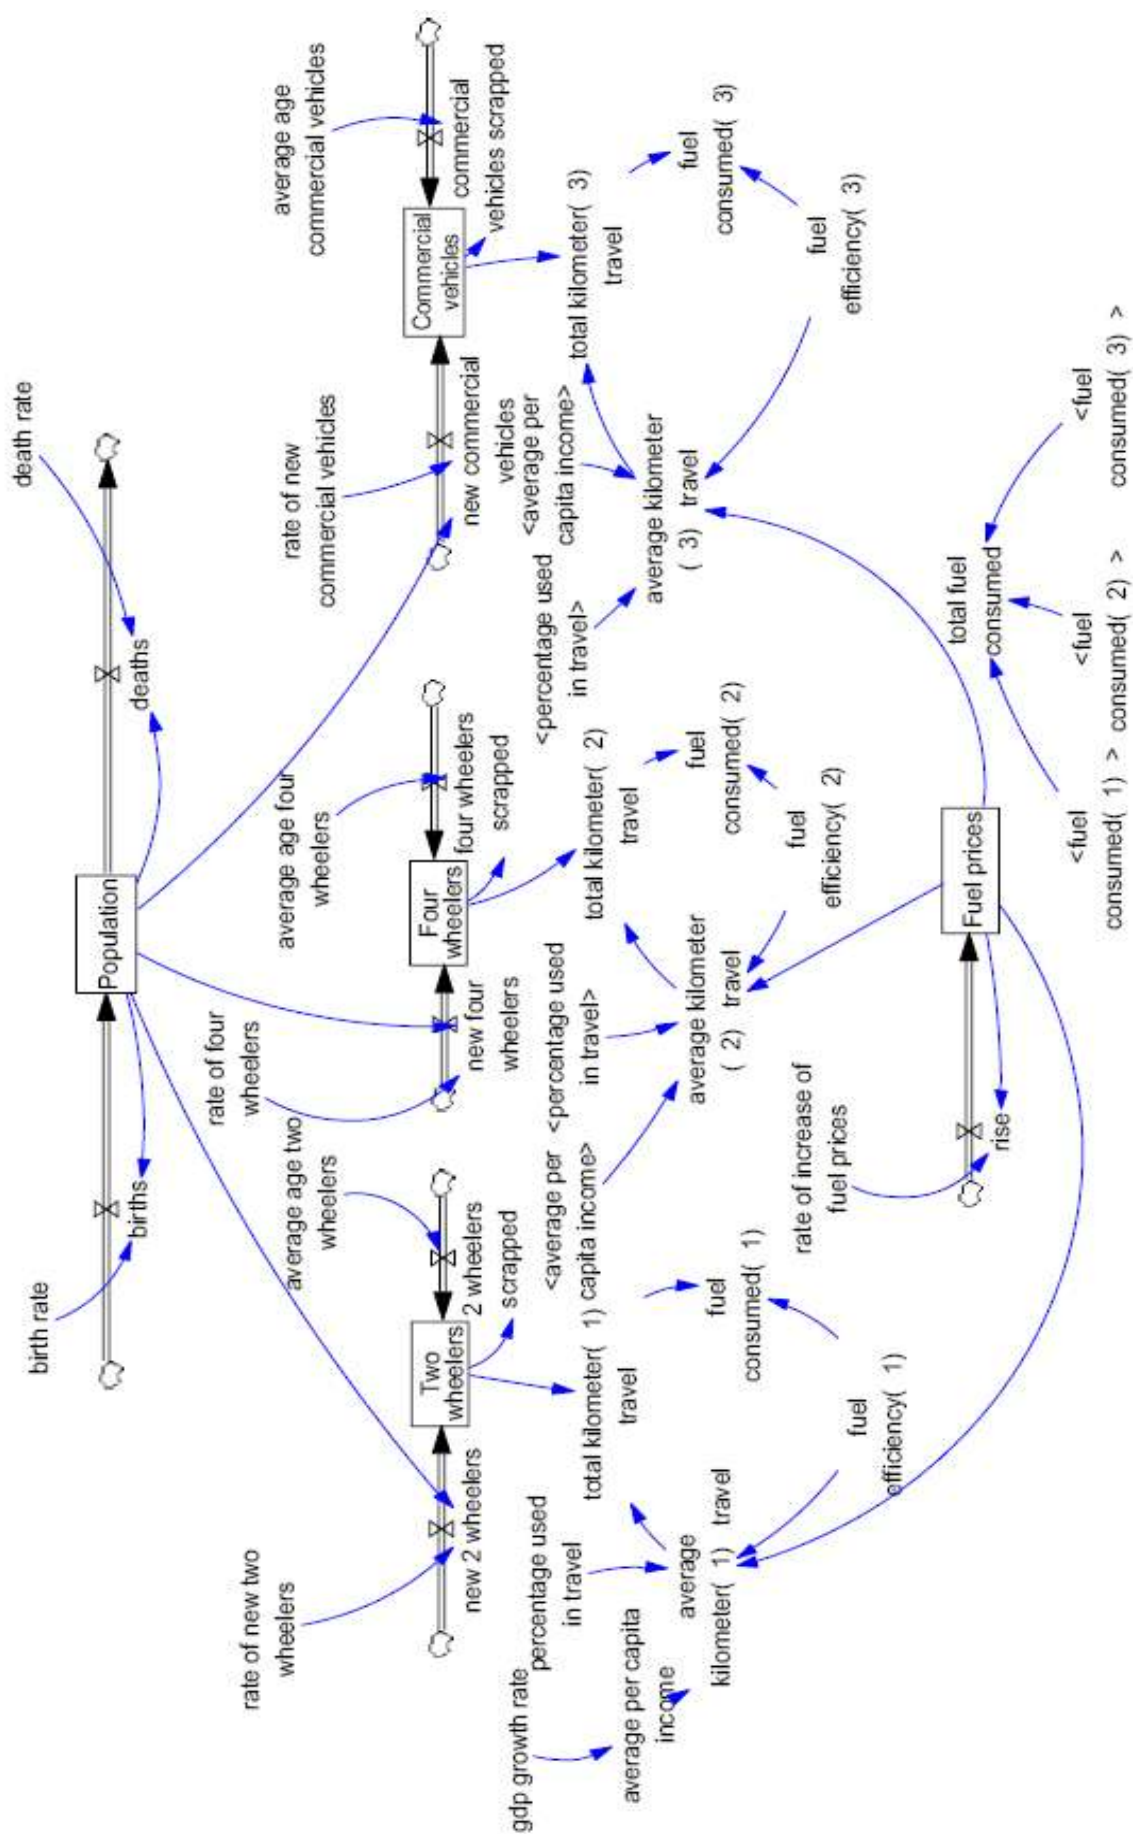 birth rate
births
Population
deaths
death rate
rate of new two
wheelers
new 2 wheelers
Two
wheelers
2 wheelers
scrapped
average age two
wheelers
rate of four
wheelers
new four
wheelers
Four
wheelers
four wheelers
scrapped
average age four
wheelers
rate of new
commercial vehicles
new commercial
vehicles
Commercial
vehicles
commercial
vehicles scrapped
average age
commercial vehicles
gdp growth rate
average per capita
income
percentage used
in travel
average
kilometer( 1) travel
total kilometer( 1)
travel
fuel
consumed( 1)
fuel
efficiency( 1)
<average per
capita income>
<percentage used
in travel>
average kilometer
( 2) travel
total kilometer( 2)
travel
fuel
consumed( 2)
fuel
efficiency( 2)
<percentage used
in travel>
<average per
capita income>
average kilometer
( 3) travel
total kilometer( 3)
travel
fuel
consumed( 3)
fuel
efficiency( 3)
rate of increase of
fuel prices
rise
Fuel prices
total fuel
consumed
<fuel
consumed( 1) >
<fuel
consumed( 2) >
<fuel
consumed( 3) >